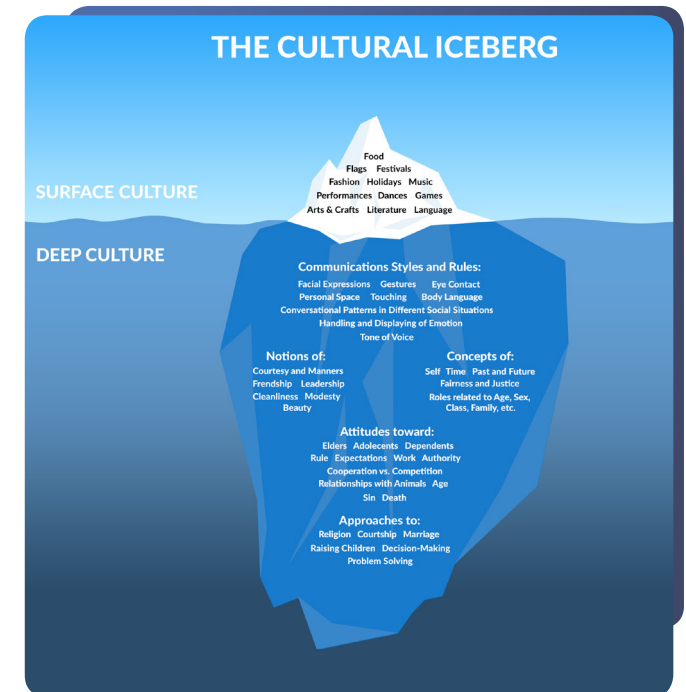 THE CULTURAL ICEBERG
Food
Flags Festivals
Fashion Holidays Music
Performances Dances Games
Arts & Crafts Literature Language
SURFACE CULTURE
DEEP CULTURE
Communications Styles and Rules:
Facial Expressions Gestures Eye Contact
Personal Space Touching Body Language
Conversational Patterns in Different Social Situations
Handling and Displaying of Emotion
Tone of Voice
Notions of:
Courtesy and Manners
Frendship Leadership
Cleanliness Modesty
Beauty
Concepts of:
Self Time Past and Future
Fairness and Justice
Roles related to Age, Sex,
Class, Family, etc.
Attitudes toward:
Elders Adolecents Dependents
Rule Expectations Work Authority
Cooperation vs. Competition
Relationships with Animals Age
Sin Death
Approaches to:
Religion Courtship Marriage
Raising Children Decision-Making
Problem Solving